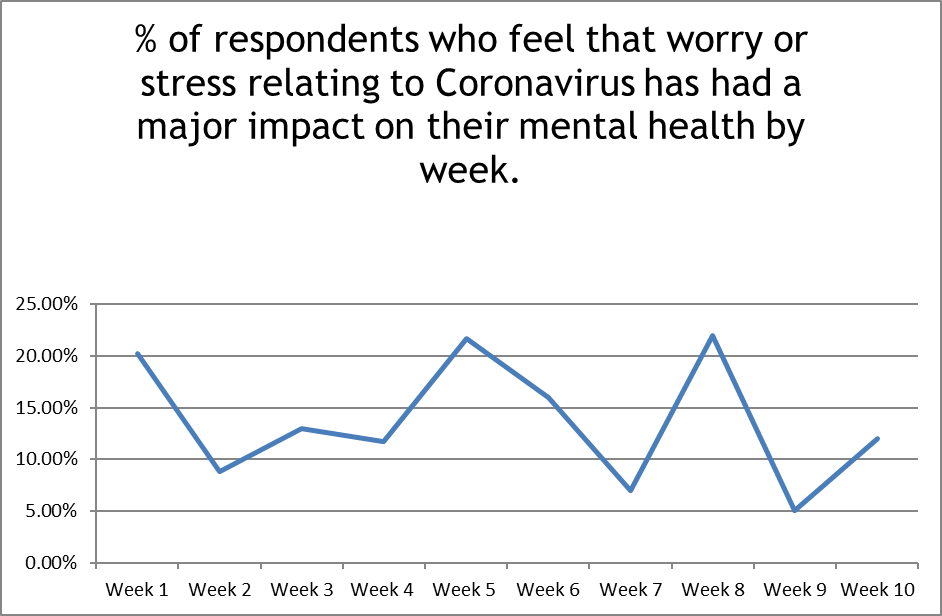 % of respondents who feel that worry or
stress relating to Coronavirus has had a
major impact on their mental health by
week.
25.00%
20.00%
15.00%
10.00%
5.00%
0.00%
Week 1 Week 2 Week 3 Week 4 Week 5 Week 6 Week 7 Week 8 Week 9 Week 10